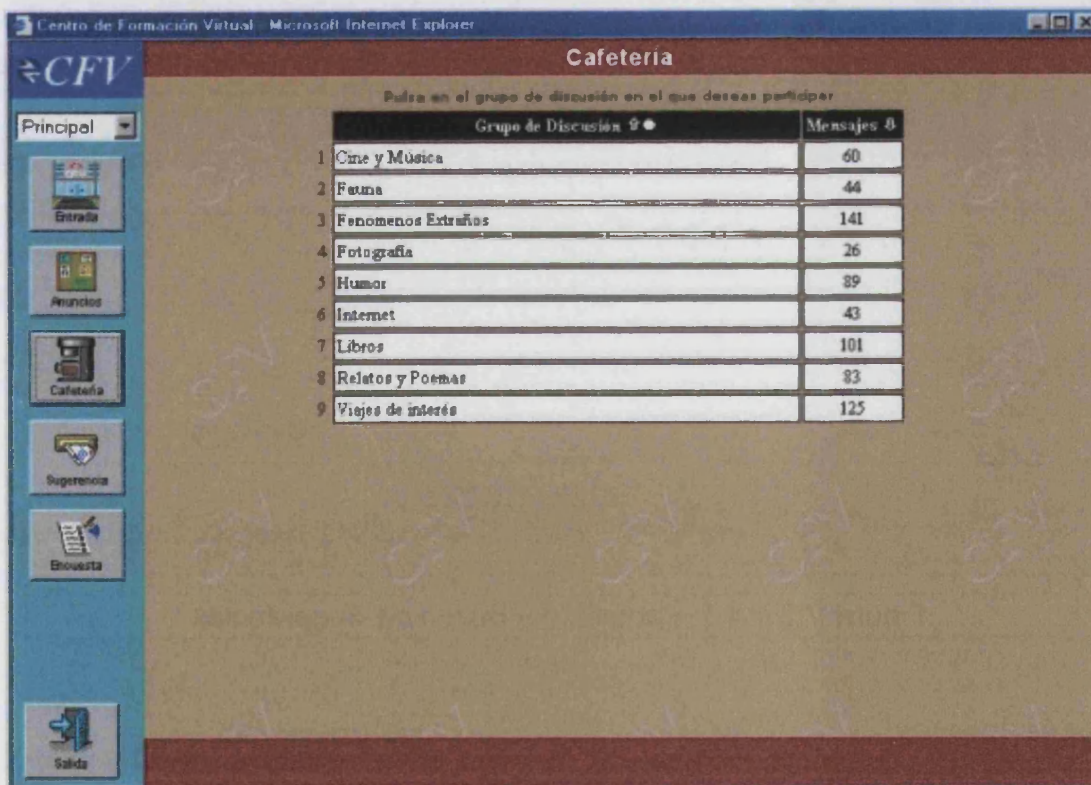 Centro de Formación Virtual - Microsoft Internet Explorer
CFV
Cafetería
Pulsa en el grupo de discusión en el que deseas participar
Principal
Grupo de Discusión Mensajes
1 Cine y Música 60
2 Fauna 44
3 Fenomenos Extraños 141
4 Fotografía 26
5 Humor 89
6 Internet 43
7 Libros 101
8 Relatos y Poemas 83
9 Viajes de interés 125
Entrada
Anuncios
Cafetería
Sugerencia
Encuesta
Salida